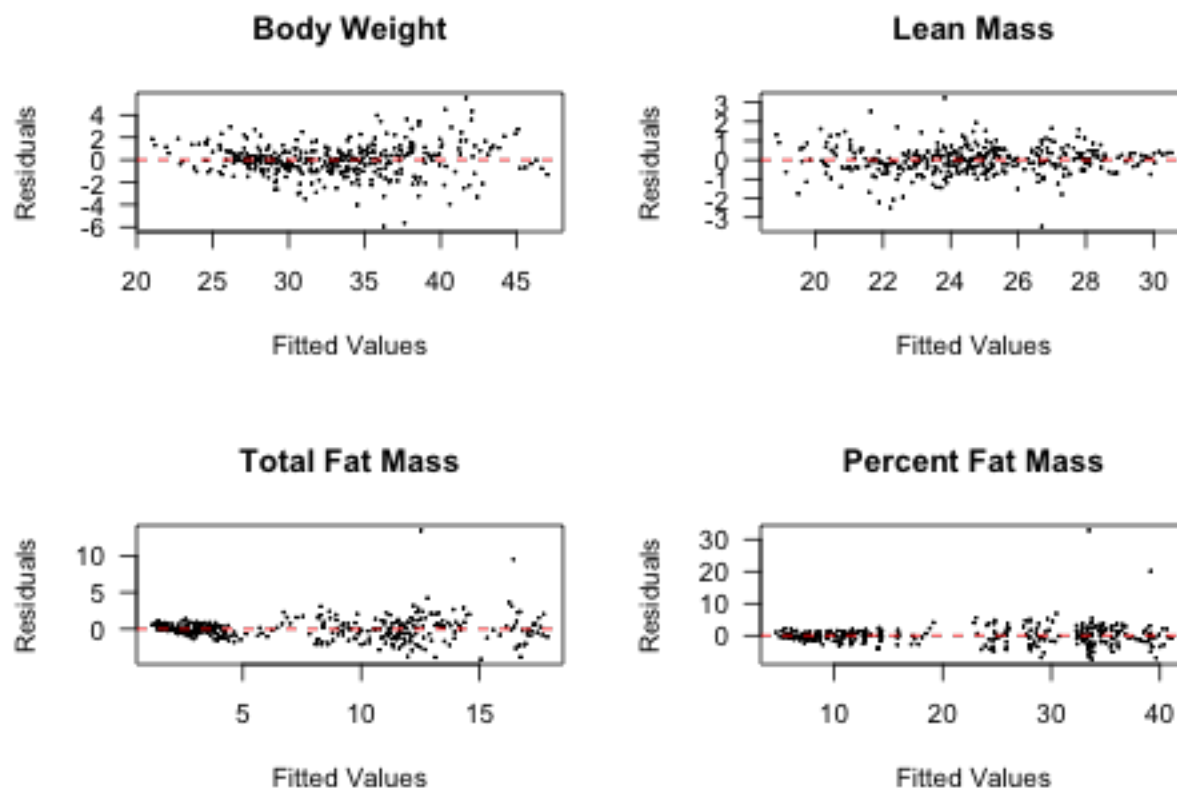 Body Weight
Residuals
4
2
0
-2
-4
-6
20 25 30 35 40 45
Fitted Values
Lean Mass
Residuals
3
2
1
0
-1
-2
-3
20 22 24 26 28 30
Fitted Values
Total Fat Mass
Residuals
10
5
0
5 10 15
Fitted Values
Percent Fat Mass
Residuals
30
20
10
0
10 20 30 40
Fitted Values